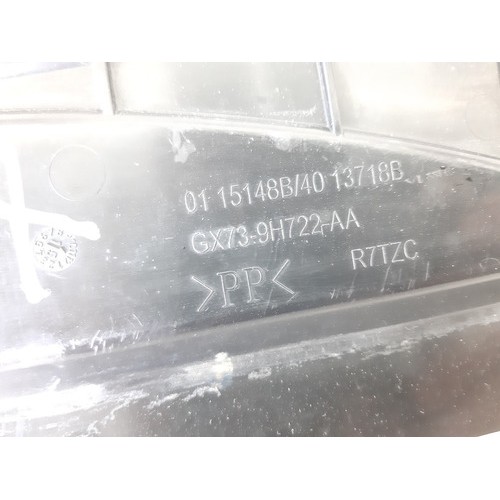 01 15148B/40 13718B
GX73-9H722-AA
R7TZC
>PP<